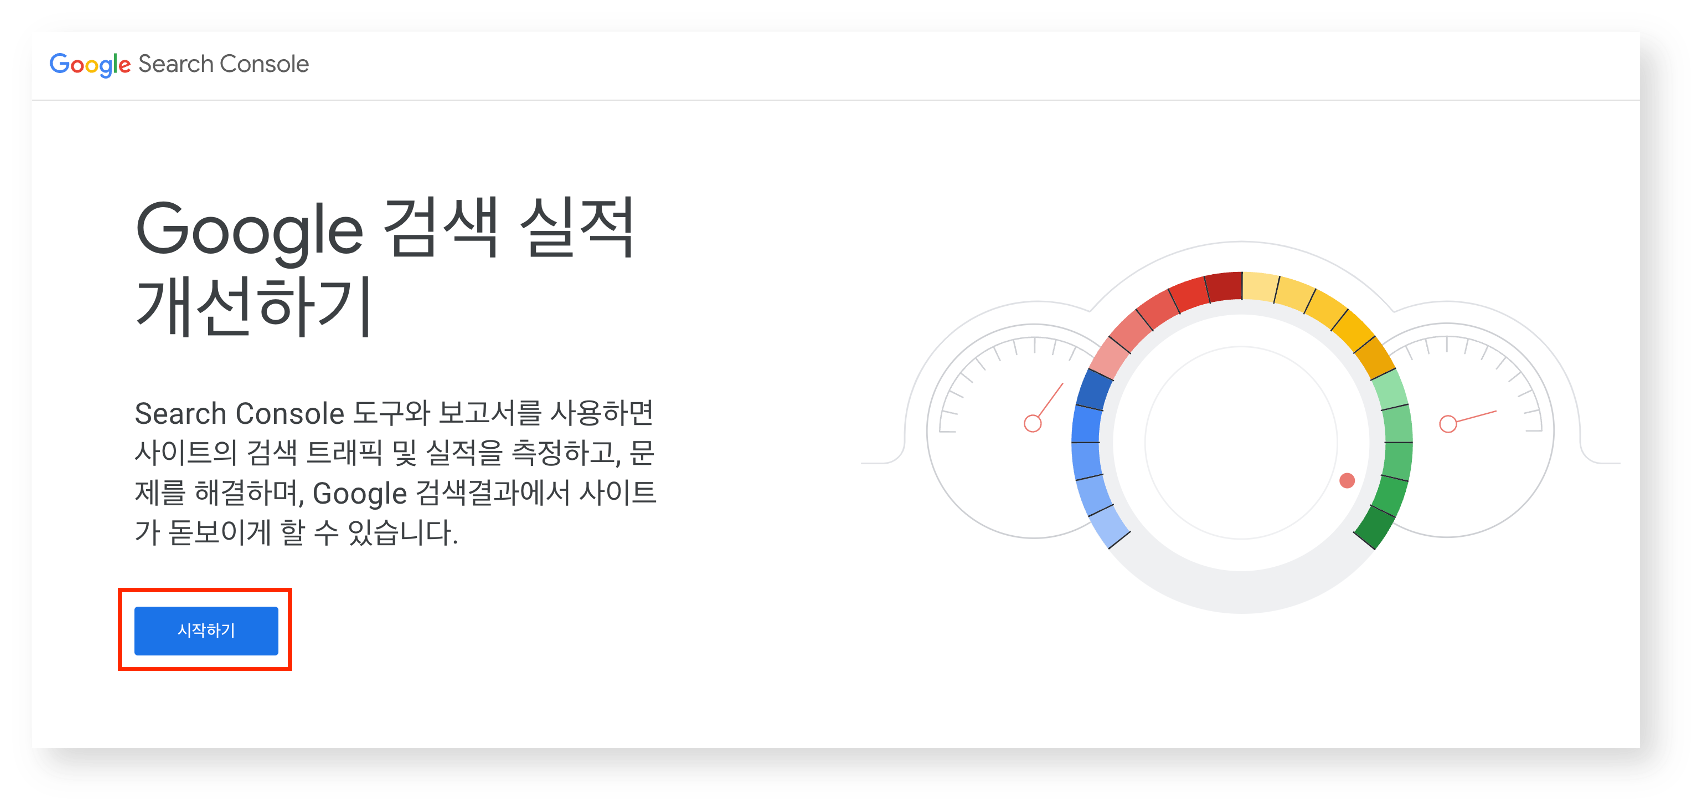 Google Search Console
Google 검색 실적
개선하기
Search Console 도구와 보고서를 사용하면
사이트의 검색 트래픽 및 실적을 측정하고, 문
제를 해결하며, Google 검색결과에서 사이트
가 돋보이게 할 수 있습니다.
시작하기